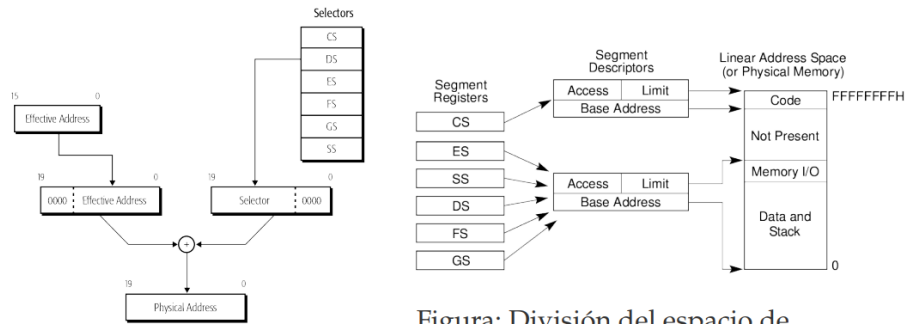 Selectors
CS
DS
ES
FS
GS
SS
15 0
Effective Address
19 0
0000 Effective Address
19 0
Selector 0000
+
19 0
Physical Address
Segment Registers
CS
ES
SS
DS
FS
GS
Segment
Descriptors
Access Limit
Base Address
Access Limit
Base Address
Linear Address Space
(or Physical Memory)
Code FFFFFFFFH
Not Present
Memory I/O
Data and
Stack
0
Figura: División del espacio de